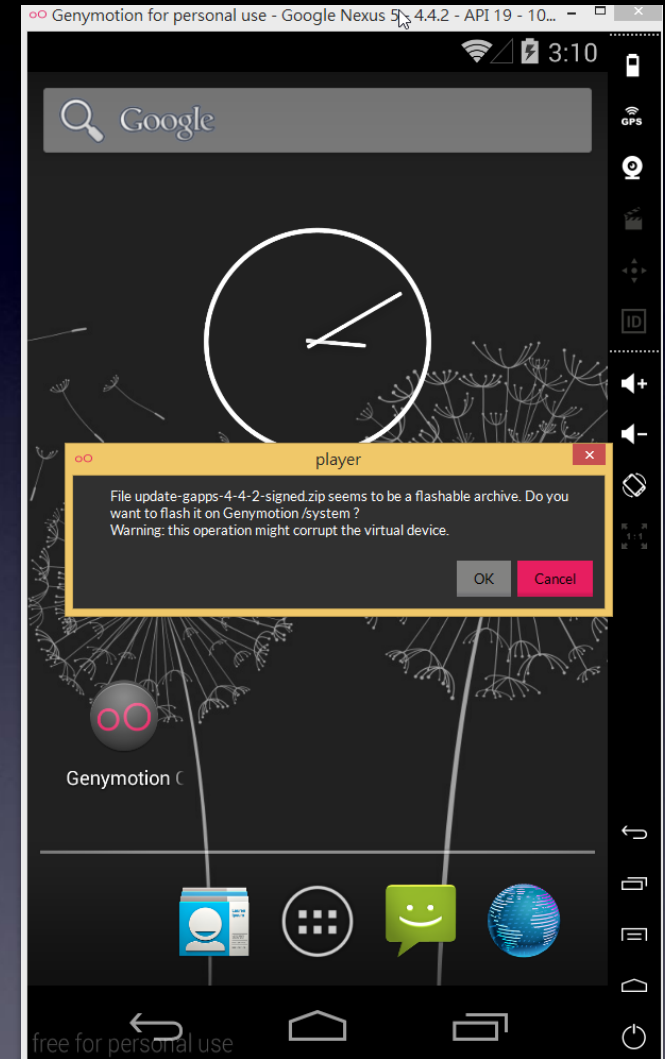 Genymotion for personal use - Google Nexus 5 - 4.4.2 - API 19 - 10...
3:10
GPS
Google
ID
player
File update-gapps-4-4-2-signed.zip seems to be a flashable archive. Do you
want to flash it on Genymotion /system ?
Warning: this operation might corrupt the virtual device.
OK
Cancel
1:1
Genymotion
free for personal use